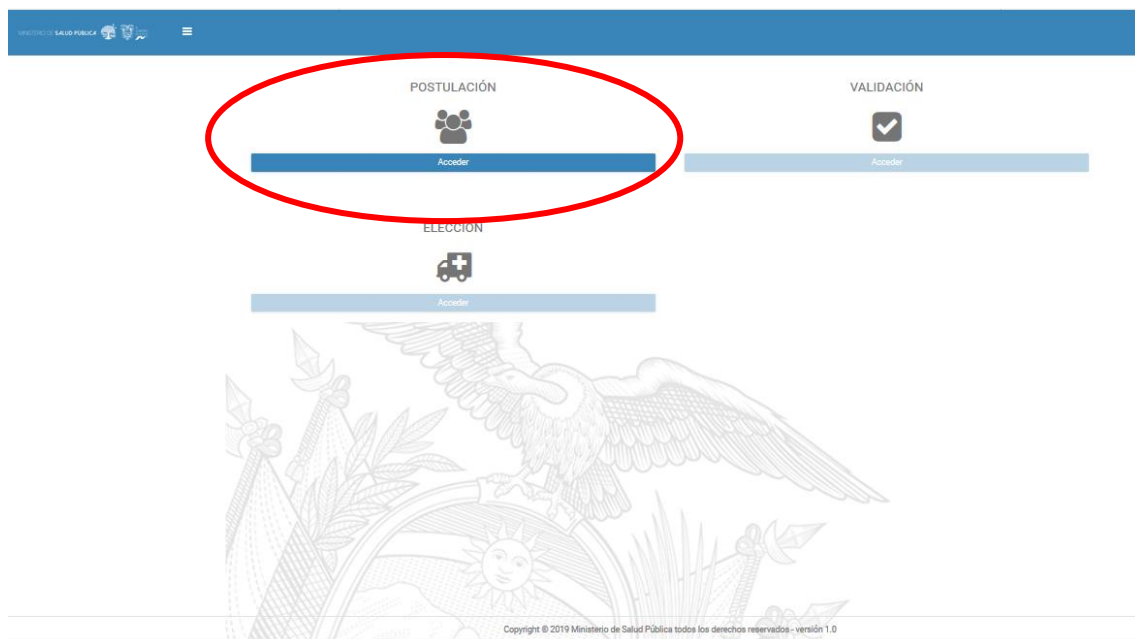 MINISTERIO DE SALUD PÚBLICA
POSTULACIÓN
VALIDACIÓN
Acceder
Acceder
ELECCIÓN
Acceder
Copyright © 2019 Ministerio de Salud Pública todos los derechos reservados - versión 1.0